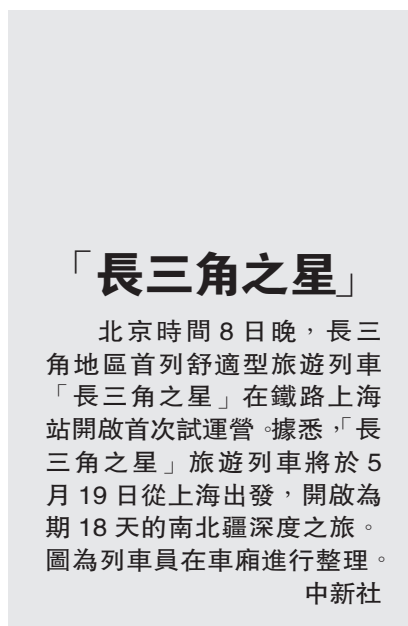 「長三角之星」
北京時間8日晚，長三
角地區首列舒適型旅遊列車
「長三角之星」在鐵路上海
站開啟首次試運營。據悉，「長
三角之星」旅遊列車將於5
月19日從上海出發，開啟為
期18天的南北疆深度之旅。
圖為列車員在車廂進行整理。
中新社